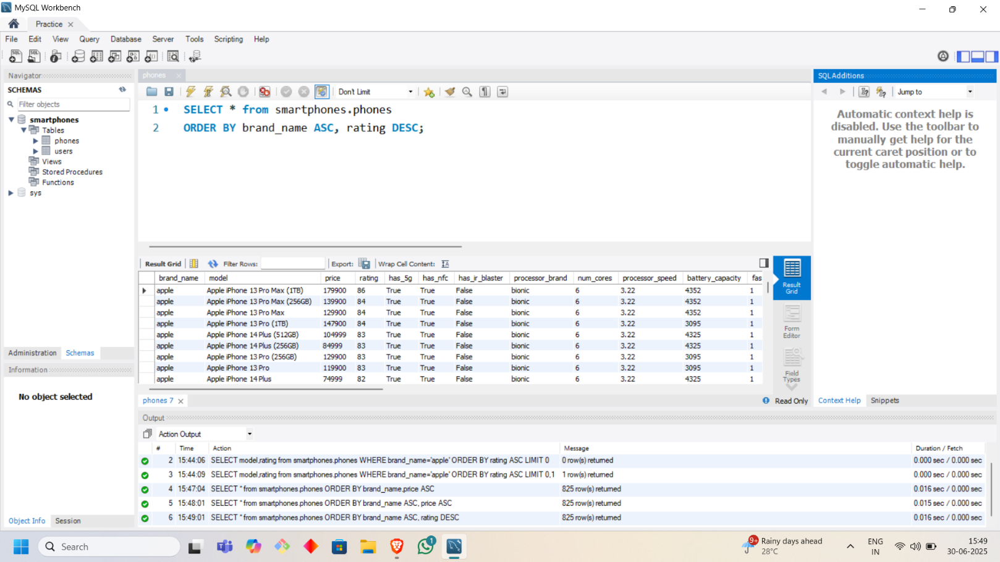 MySQL Workbench
Practice
File Edit View Query Database Server Tools Scripting Help
Navigator
SCHEMAS
Filter objects
smartphones
Tables
phones
users
Views
Stored Procedures
Functions
sys
Administration Schemas
Information
No object selected
Object Info Session
phones
Don't Limit
1 SELECT * from smartphones.phones
2 ORDER BY brand_name ASC, rating DESC;
Result Grid Filter Rows: Export: Wrap Cell Content:
brand_name model price rating has_5g has_nfc has_ir_blaster processor_brand num_cores processor_speed battery_capacity fas
apple Apple iPhone 13 Pro Max (1TB) 179900 86 True True False bionic 6 3.22 4352 1
apple Apple iPhone 13 Pro Max (256GB) 139900 84 True True False bionic 6 3.22 4352 1
apple Apple iPhone 13 Pro Max 129900 84 True True False bionic 6 3.22 4352 1
apple Apple iPhone 13 Pro (1TB) 147900 84 True True False bionic 6 3.22 3095 1
apple Apple iPhone 14 Plus (512GB) 104999 83 True True False bionic 6 3.22 4325 1
apple Apple iPhone 14 Plus (256GB) 84999 83 True True False bionic 6 3.22 4325 1
apple Apple iPhone 13 Pro (256GB) 129900 83 True True False bionic 6 3.22 3095 1
apple Apple iPhone 13 Pro 119900 83 True True False bionic 6 3.22 3095 1
apple Apple iPhone 14 Plus 74999 82 True True False bionic 6 3.22 4325 1
Result
Grid
Form
Editor
Field
Types
phones 7
Read Only
SQLAdditions
Jump to
Automatic context help is
disabled. Use the toolbar to
manually get help for the
current caret position or to
toggle automatic help.
Context Help Snippets
Output
Action Output
# Time Action Message Duration / Fetch
2 15:44:06 SELECT model,rating from smartphones.phones WHERE brand_name='apple' ORDER BY rating ASC LIMIT 0 0 row(s) returned 0.000 sec / 0.000 sec
3 15:44:09 SELECT model,rating from smartphones.phones WHERE brand_name='apple' ORDER BY rating ASC LIMIT 0,1 1 row(s) returned 0.000 sec / 0.000 sec
4 15:47:04 SELECT * from smartphones.phones ORDER BY brand_name,price ASC 825 row(s) returned 0.016 sec / 0.000 sec
5 15:48:01 SELECT * from smartphones.phones ORDER BY brand_name ASC, price ASC 825 row(s) returned 0.015 sec / 0.000 sec
6 15:49:01 SELECT * from smartphones.phones ORDER BY brand_name ASC, rating DESC 825 row(s) returned 0.016 sec / 0.000 sec
Search
1
9+
Rainy days ahead
28°C
ENG
IN
15:49
30-06-2025